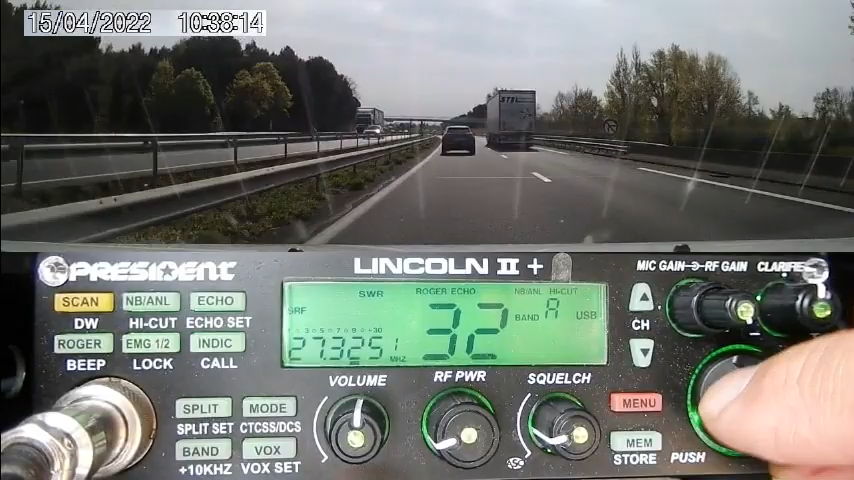 15/04/2022 10:38:14
PRESIDENT
LINCOLN II +
MIC GAIN RF GAIN CLARIFIER
SCAN NB/ANL ECHO
DW HI-CUT ECHO SET
ROGER EMG 1/2 INDIC
BEEP LOCK CALL
SWR ROGER ECHO NB/ANL HI-CUT
SRF 32 BAND A USB
27.3251 MHZ
CH
VOLUME RF PWR SQUELCH
SPLIT MODE
SPLIT SET CTCSS/DCS
BAND VOX
+10KHZ VOX SET
MENU
MEM
STORE PUSH